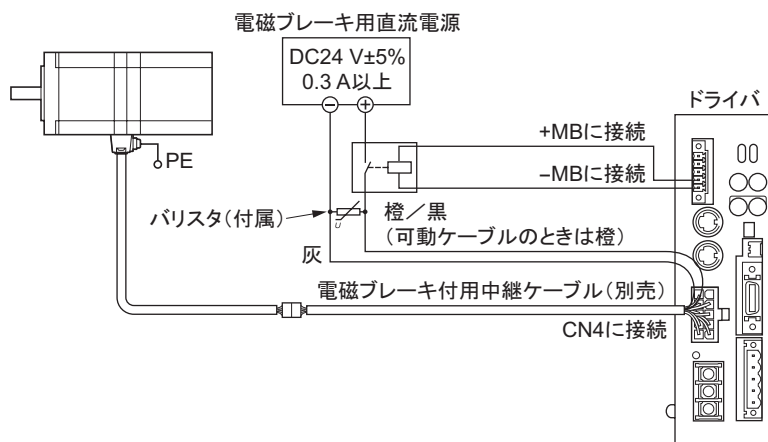 電磁ブレーキ用直流電源
DC24 V±5%
0.3 A以上
− +
ドライバ
+MBに接続
−MBに接続
PE
バリスタ（付属）
U
橙／黒
（可動ケーブルのときは橙）
灰
電磁ブレーキ付用中継ケーブル（別売）
CN4に接続